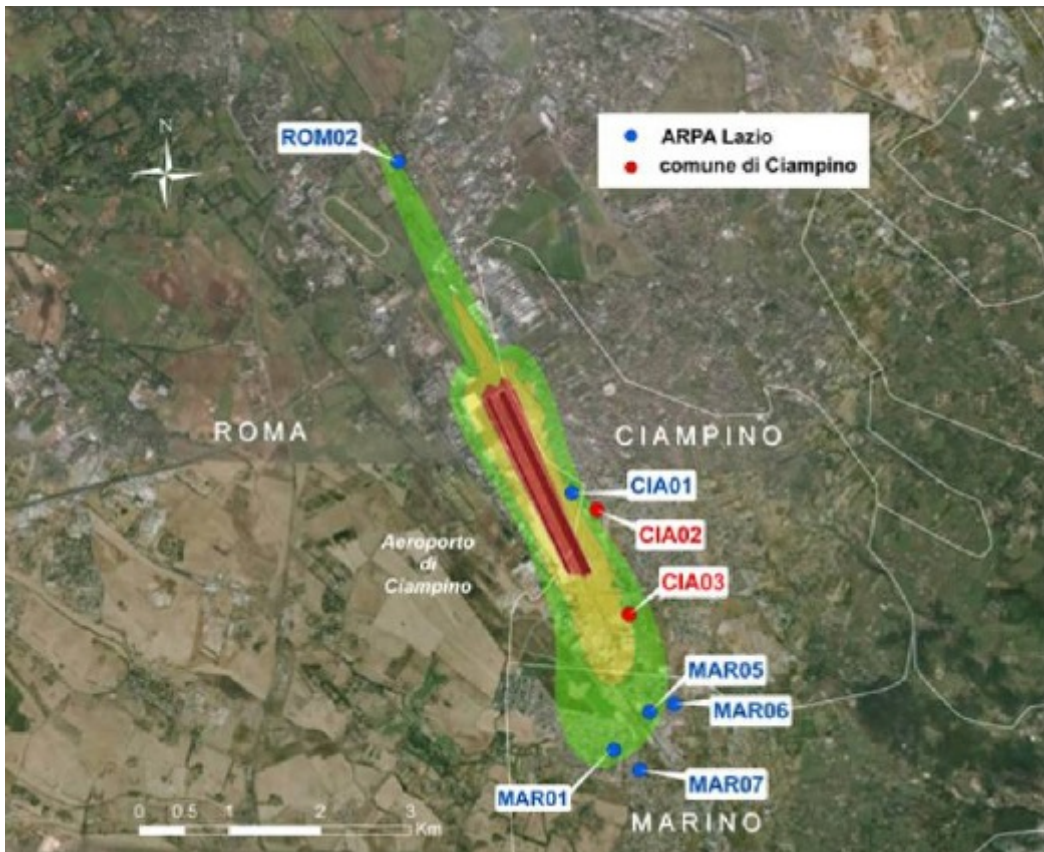 N
ROM02
ARPA Lazio
comune di Ciampino
ROMA
CIAMPINO
CIA01
CIA02
Aeroporto
di
Ciampino
CIA03
MAR05
MAR06
MAR01
MAR07
MARINO
0 0.5 1 2 3
Km